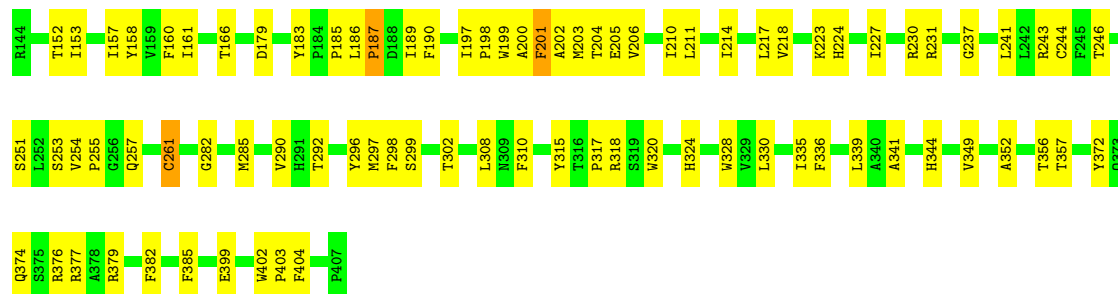 R144 T152 I153 I157 Y158 V159 F160 I161 T166 D179 Y183 P184 P185 L186 P187 D188 I189 F190 I197 P198 W199 A200 F201 A202 M203 T204 E205 V206 I210 L211 I214 L217 V218 K223 H224 I227 R230 R231 G237 L241 L242 R243 C244 F245 T246
S251 L252 S253 V254 P255 G256 Q257 C261 G282 M285 V290 H291 T292 Y296 M297 F298 S299 T302 L308 N309 F310 Y315 T316 P317 R318 S319 W320 H324 W328 V329 L330 I335 F336 L339 A340 A341 H344 V349 A352 T356 T357 Y372
Q374 S375 R376 R377 A378 R379 F382 F385 E399 W402 P403 F404 P407